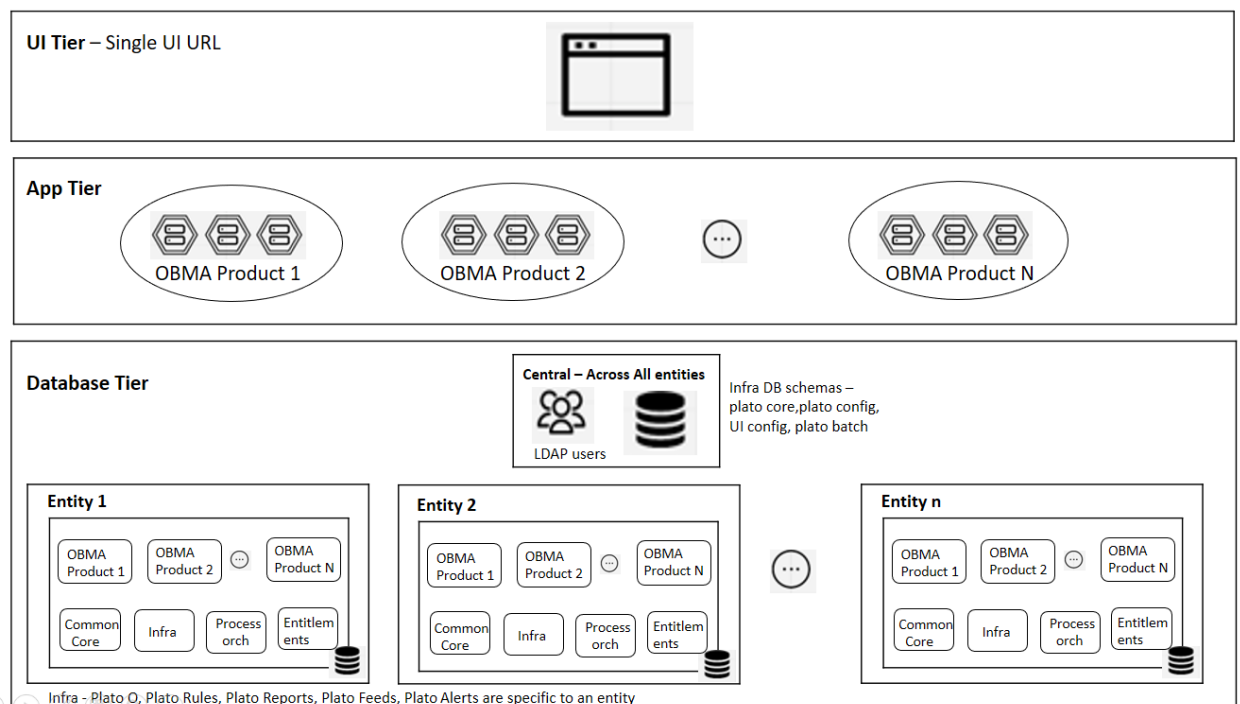 UI Tier – Single UI URL
App Tier
OBMA Product 1
OBMA Product 2
OBMA Product N
Database Tier
Central – Across All entities
LDAP users
Infra DB schemas –
plato core,plato config,
UI config, plato batch
Entity 1
OBMA
Product 1
OBMA
Product 2
OBMA
Product N
Common
Core
Infra
Process
orch
Entitlem
ents
Entity 2
OBMA
Product 1
OBMA
Product 2
OBMA
Product N
Common
Core
Infra
Process
orch
Entitlem
ents
Entity n
OBMA
Product 1
OBMA
Product 2
OBMA
Product N
Common
Core
Infra
Process
orch
Entitlem
ents
Infra - Plato O, Plato Rules, Plato Reports, Plato Feeds, Plato Alerts are specific to an entity